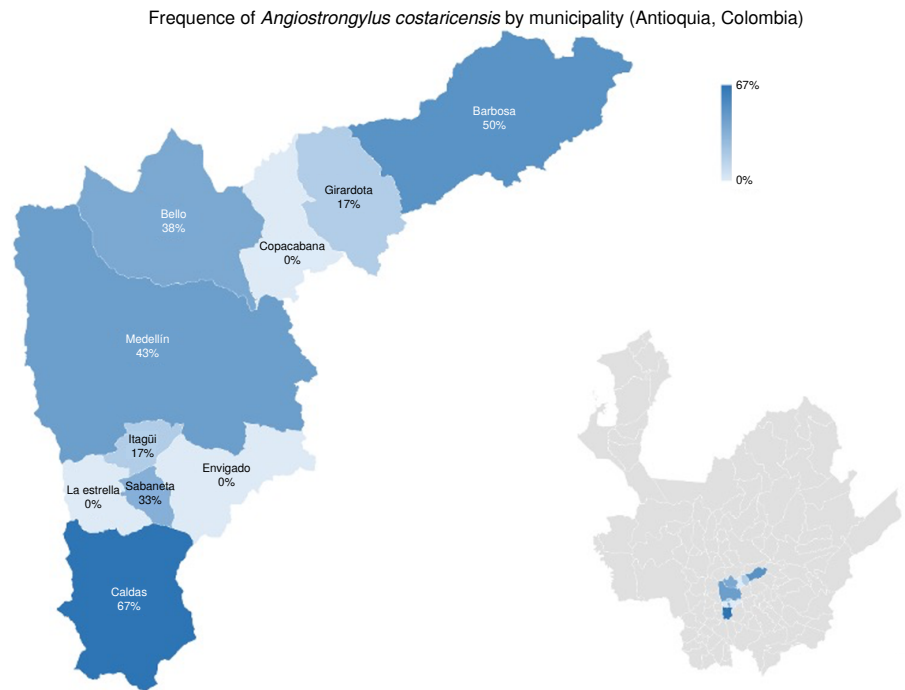 Frequence of Angiostrongylus costaricensis by municipality (Antioquia, Colombia)
67%
0%
Barbosa
50%
Girardota
17%
Bello
38%
Copacabana
0%
Medellín
43%
Itagüi
17%
Envigado
0%
La estrella
0%
Sabaneta
33%
Caldas
67%